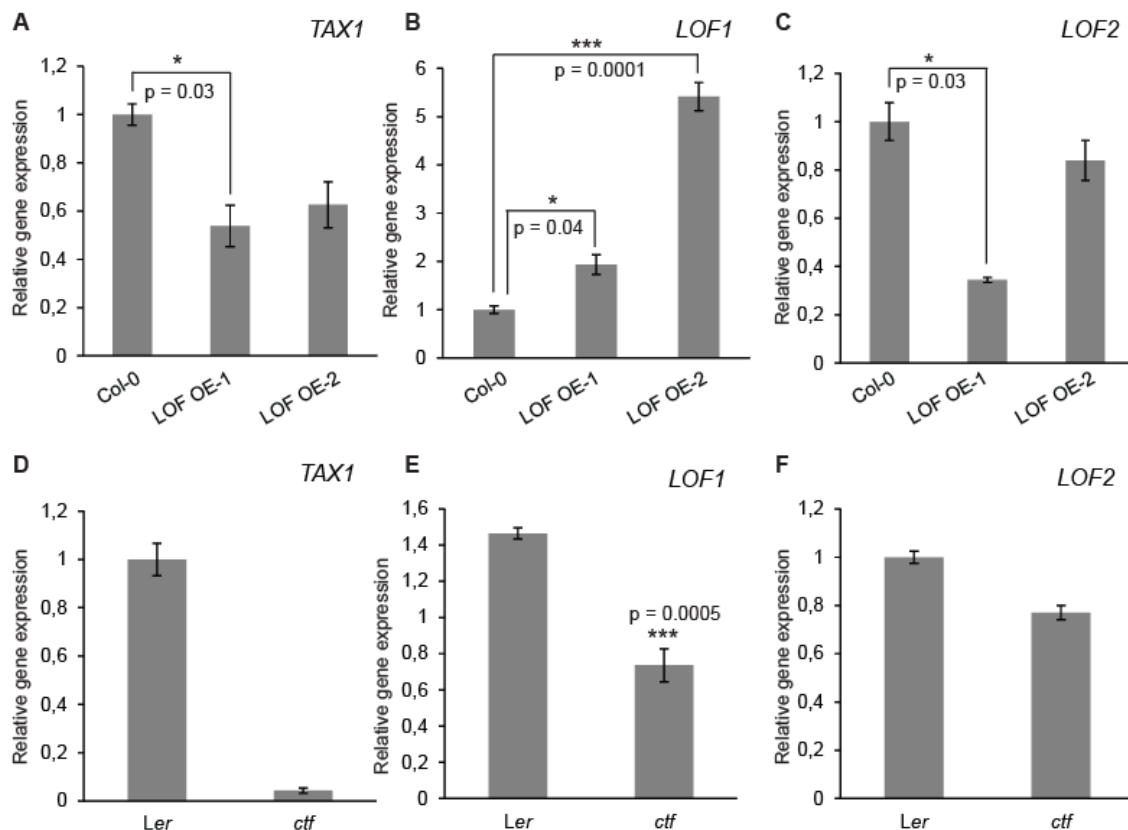 A
TAX1
Relative gene expression
1,2
1
0,8
0,6
0,4
0,2
0
*
p = 0.03
Col-0
LOF OE-1
LOF OE-2
B
LOF1
Relative gene expression
6
5
4
3
2
1
0
***
p = 0.0001
*
p = 0.04
Col-0
LOF OE-1
LOF OE-2
C
LOF2
Relative gene expression
1,2
1
0,8
0,6
0,4
0,2
0
*
p = 0.03
Col-0
LOF OE-1
LOF OE-2
D
TAX1
Relative gene expression
1,2
1
0,8
0,6
0,4
0,2
0
Ler
ctf
E
LOF1
Relative gene expression
1,6
1,4
1,2
1
0,8
0,6
0,4
0,2
0
p = 0.0005
***
Ler
ctf
F
LOF2
Relative gene expression
1,2
1
0,8
0,6
0,4
0,2
0
Ler
ctf